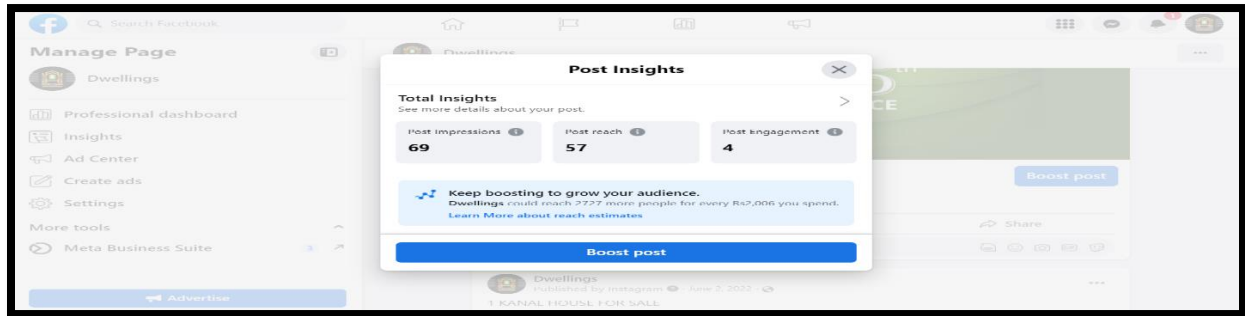 Search Facebook
Manage Page
Dwellings
Professional dashboard
Insights
Ad Center
Create ads
Settings
More tools
Meta Business Suite 3
Advertise
Dwellings
Post Insights
Total Insights
See more details about your post.
Post Impressions
69
Post reach
57
Post Engagement
4
Keep boosting to grow your audience.
Dwellings could reach 2727 more people for every Rs2,006 you spend.
Learn More about reach estimates
Boost post
TH
CE
Boost post
Share
Dwellings
Published by Instagram · June 2, 2022 ·
1 KANAL HOUSE FOR SALE